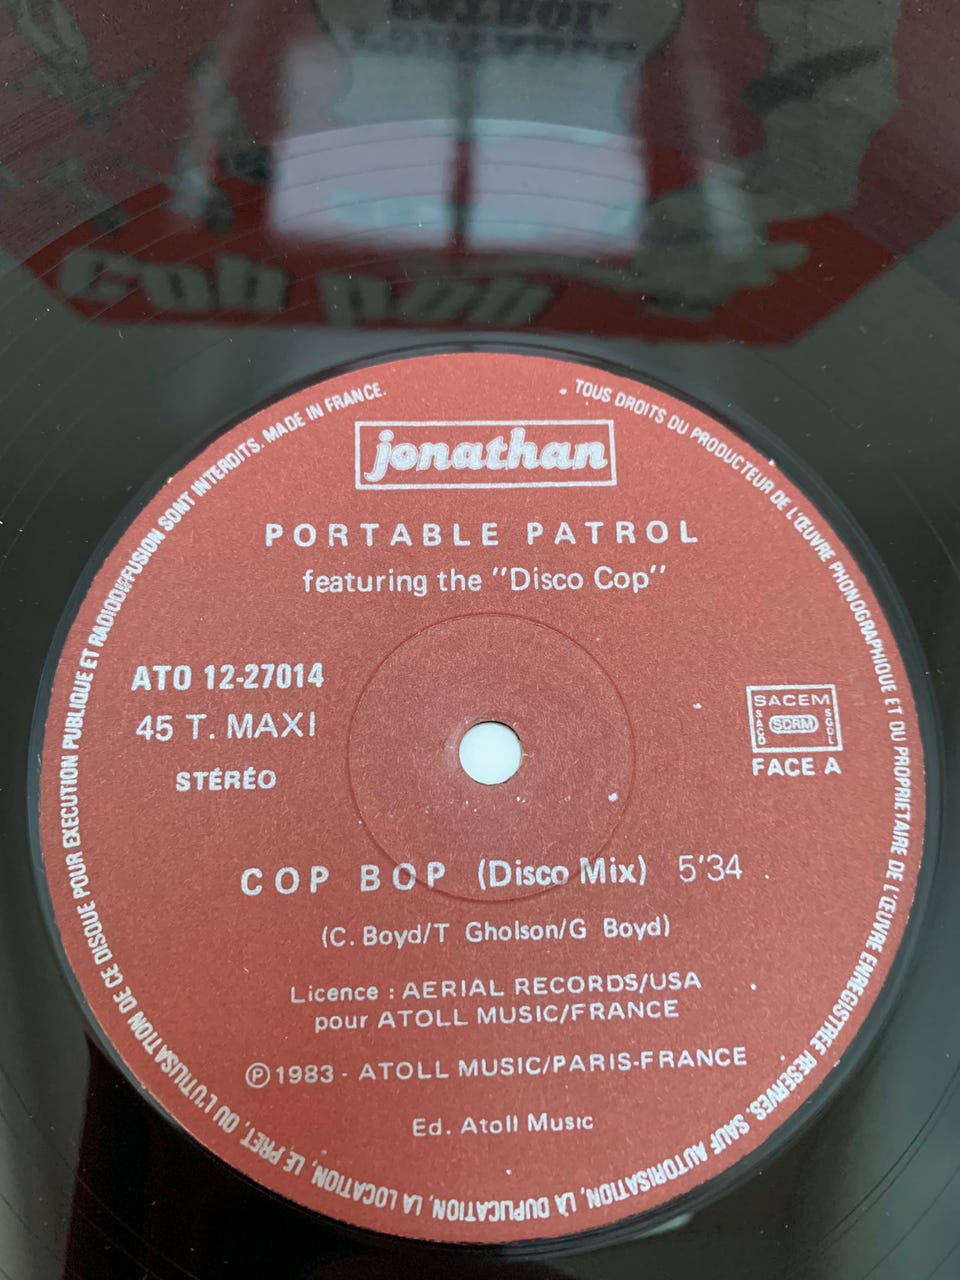 jonathan
PORTABLE PATROL
featuring the "Disco Cop"
ATO 12-27014
45 T. MAXI
STÉRÉO
SACEM
SACD
SDRM
SGDL
FACE A
COP BOP (Disco Mix) 5'34
(C. Boyd/T Gholson/G Boyd)
Licence : AERIAL RECORDS/USA
pour ATOLL MUSIC/FRANCE
Ⓟ 1983 - ATOLL MUSIC/PARIS-FRANCE
Ed. Atoll Music
TOUS DROITS DU PRODUCTEUR DE L'ŒUVRE PHONOGRAPHIQUE ET DU PROPRIETAIRE DE L'ŒUVRE ENREGISTREE RESERVES. SAUF AUTORISATION, LA DUPLICATION, LA LOCATION, LE PRET, OU L'UTILISATION DE CE DISQUE POUR EXECUTION PUBLIQUE ET RADIODIFFUSION SONT INTERDITS. MADE IN FRANCE.